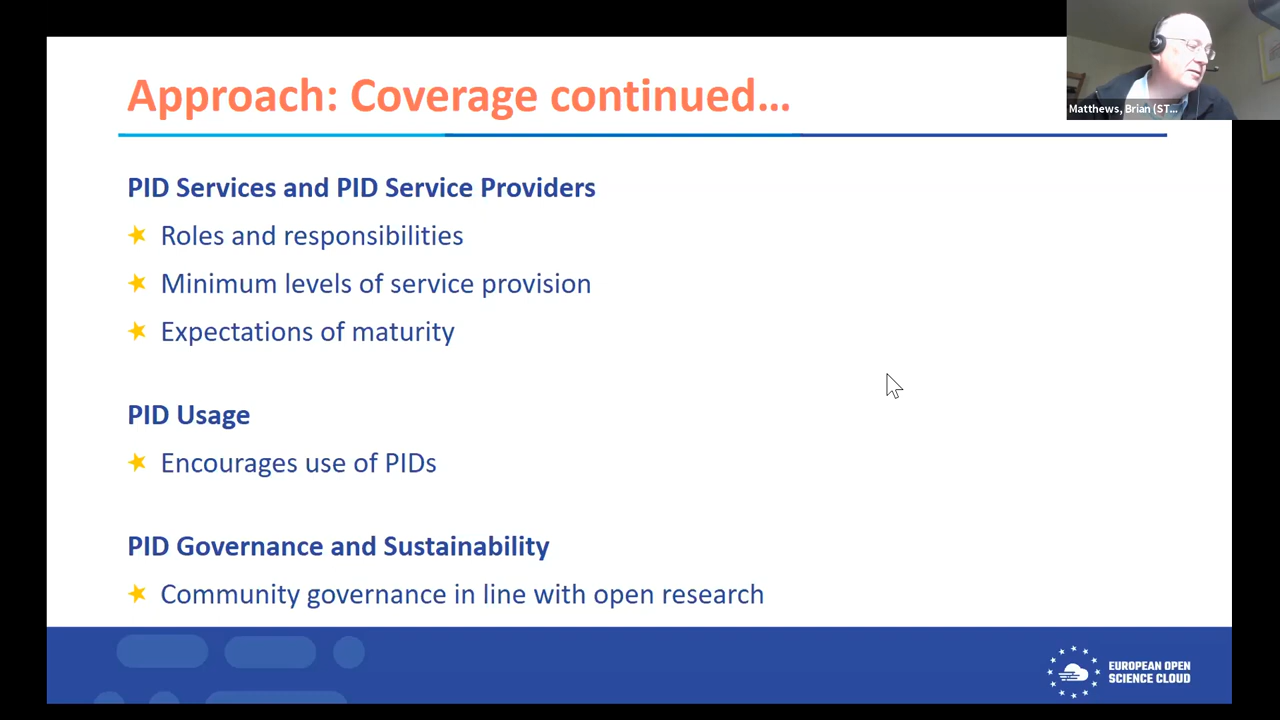 Approach: Coverage continued...
Matthews, Brian (ST...
PID Services and PID Service Providers
Roles and responsibilities
Minimum levels of service provision
Expectations of maturity
PID Usage
Encourages use of PIDs
PID Governance and Sustainability
Community governance in line with open research
EUROPEAN OPEN
SCIENCE CLOUD